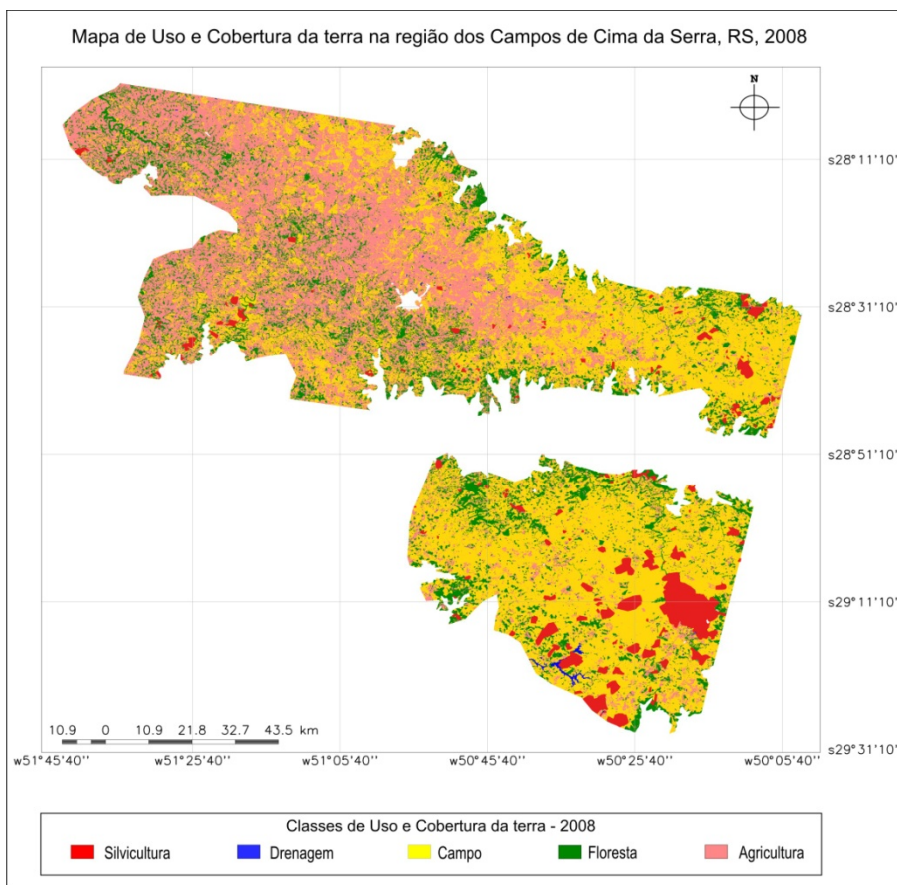 Mapa de Uso e Cobertura da terra na região dos Campos de Cima da Serra, RS, 2008
N
s28°11'10''
s28°31'10''
s28°51'10''
s29°11'10''
10.9 0 10.9 21.8 32.7 43.5 km
s29°31'10''
w51°45'40'' w51°25'40'' w51°05'40'' w50°45'40'' w50°25'40'' w50°05'40''
Classes de Uso e Cobertura da terra - 2008
Silvicultura Drenagem Campo Floresta Agricultura